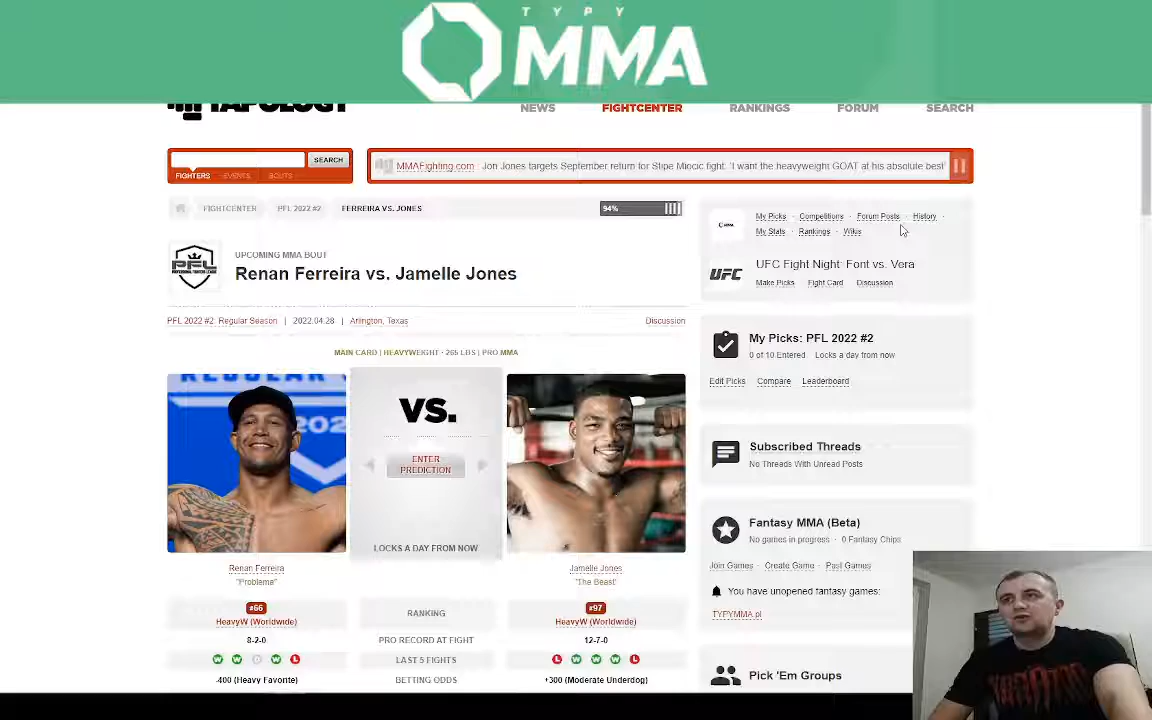 TYPY
MMA
TAPOLOGY
NEWS
FIGHTCENTER
RANKINGS
FORUM
SEARCH
SEARCH
FIGHTERS
EVENTS
BOUTS
MMAFighting.com · Jon Jones targets September return for Stipe Miocic fight: 'I want the heavyweight GOAT at his absolute best'
FIGHTCENTER
PFL 2022 #2
FERREIRA VS. JONES
94%
MMA
My Picks · Competitions · Forum Posts · History ·
My Stats · Rankings · Wikis
PFL
UPCOMING MMA BOUT
Renan Ferreira vs. Jamelle Jones
UFC
UFC Fight Night: Font vs. Vera
Make Picks Fight Card Discussion
PFL 2022 #2: Regular Season | 2022.04.28 | Arlington, Texas
Discussion
MAIN CARD | HEAVYWEIGHT · 265 LBS | PRO MMA
My Picks: PFL 2022 #2
0 of 10 Entered Locks a day from now
Edit Picks Compare Leaderboard
REGULAR
202
VS.
ENTER
PREDICTION
LOCKS A DAY FROM NOW
Subscribed Threads
No Threads With Unread Posts
Fantasy MMA (Beta)
No games in progress · 0 Fantasy Chips
Join Games · Create Game · Past Games
You have unopened fantasy games:
TYPYMMA.pl
Pick 'Em Groups
Renan Ferreira
"Problema"
Jamelle Jones
"The Beast"
#66
HeavyW (Worldwide)
RANKING
#97
HeavyW (Worldwide)
8-2-0
PRO RECORD AT FIGHT
12-7-0
W W D W L
LAST 5 FIGHTS
L W W W L
-400 (Heavy Favorite)
BETTING ODDS
+300 (Moderate Underdog)